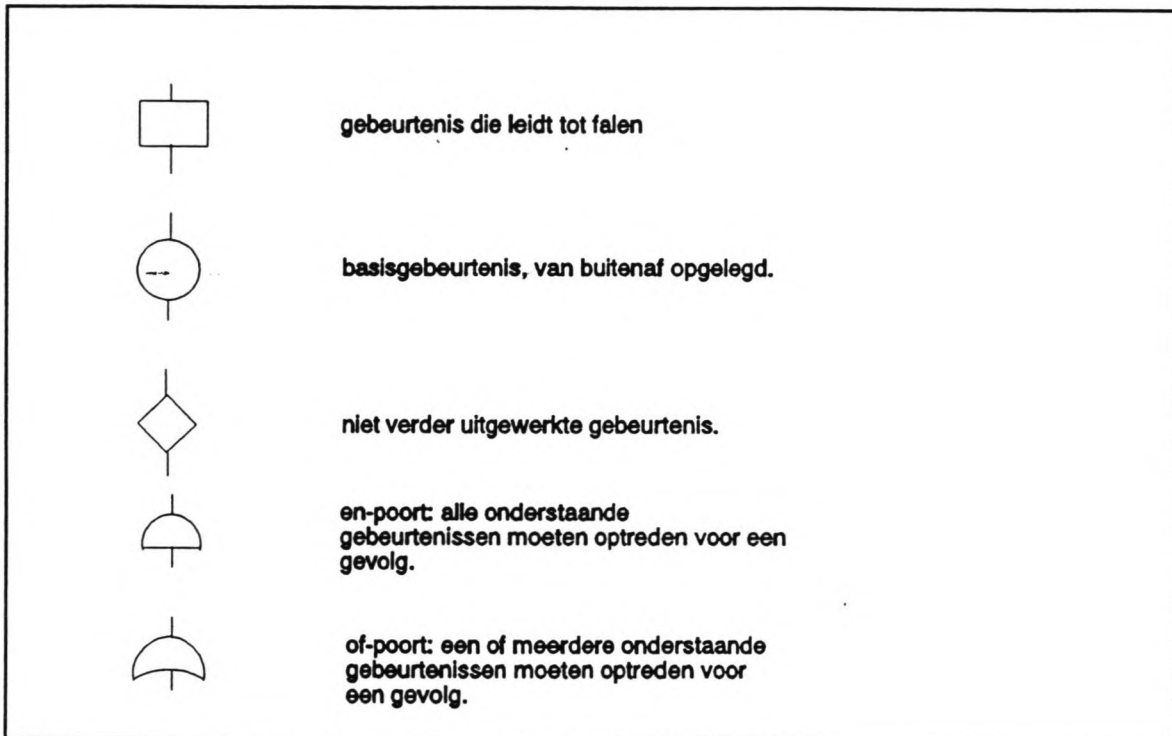 gebeurtenis die leidt tot falen
basisgebeurtenis, van buitenaf opgelegd.
niet verder uitgewerkte gebeurtenis.
en-poort: alle onderstaande
gebeurtenissen moeten optreden voor een
gevolg.
of-poort: een of meerdere onderstaande
gebeurtenissen moeten optreden voor
een gevolg.